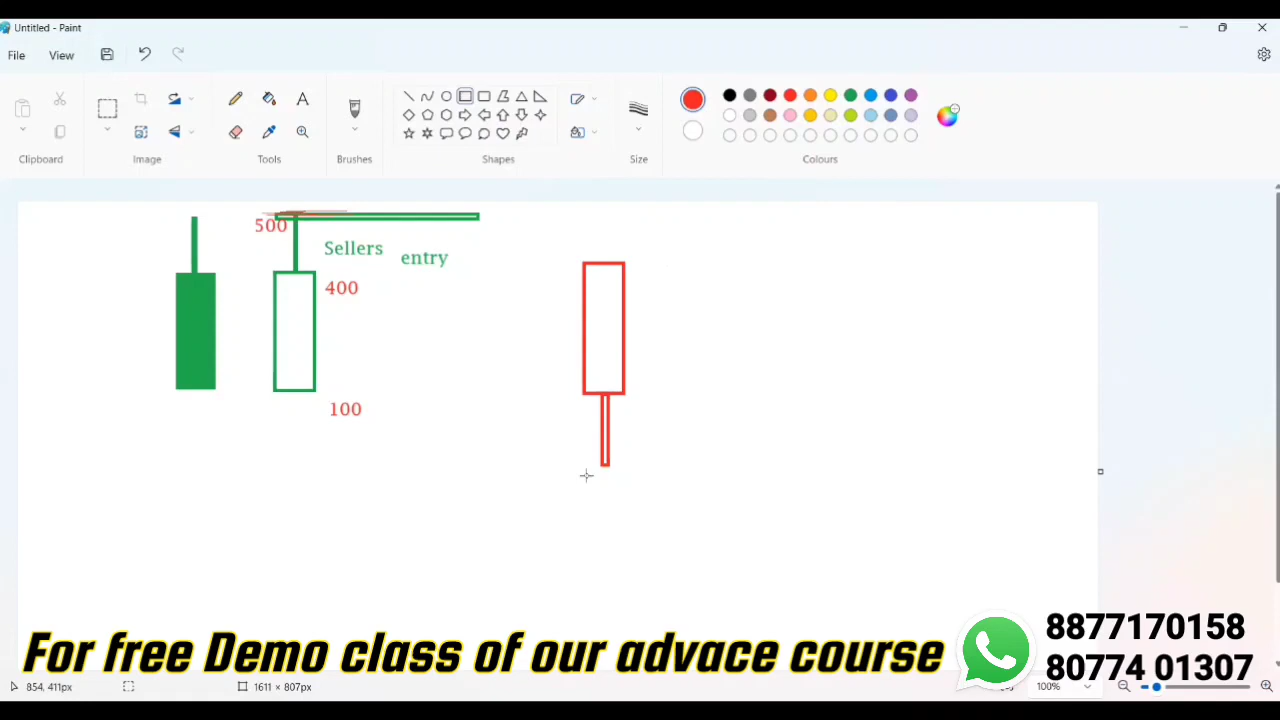 Untitled - Paint
File View
Clipboard Image Tools Brushes Shapes Size Colours
500
Sellers entry
400
100
For free Demo class of our advace course
8877170158
80774 01307
854, 411px 1611 × 807px 100%